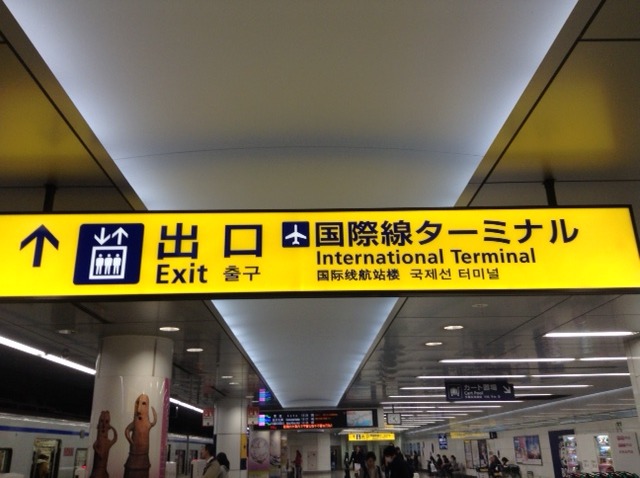 出口
Exit 출구
国際線ターミナル
International Terminal
国际线航站楼 국제선 터미널
カート置場